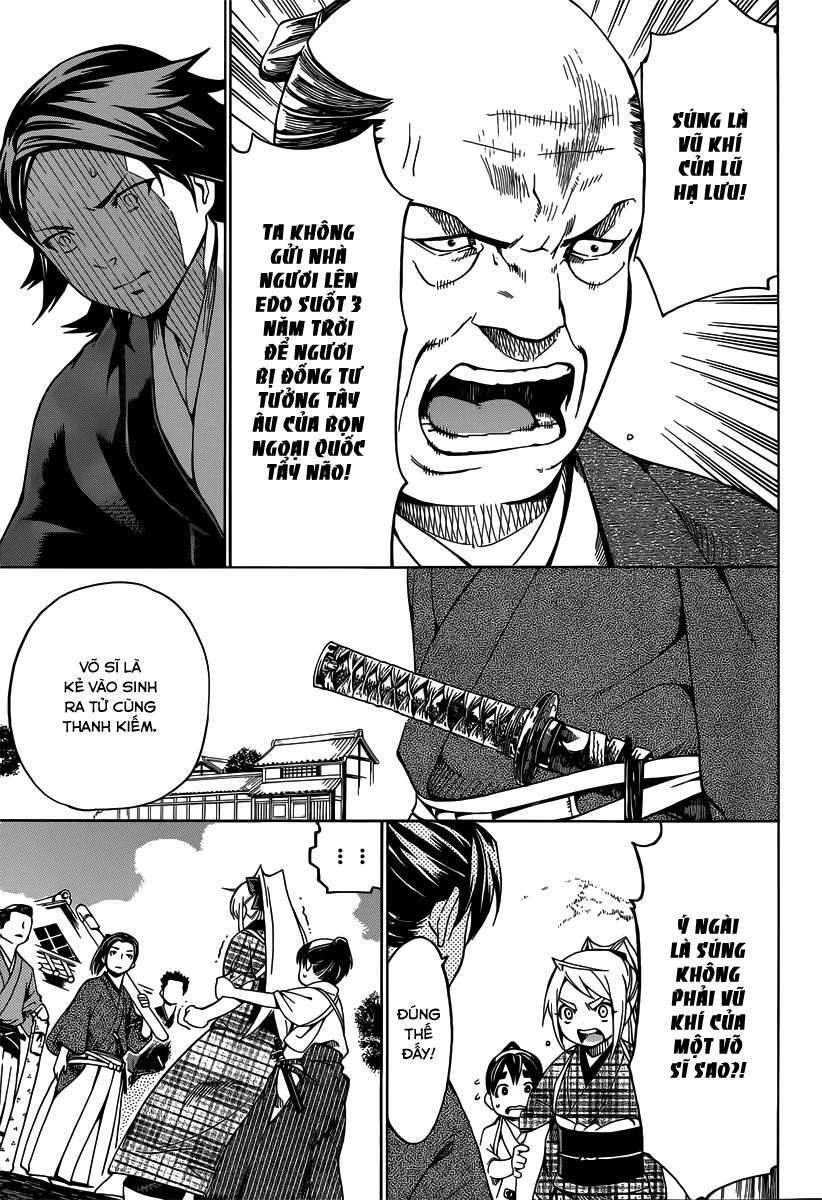 SÚNG LÀ
VŨ KHÍ
CỦA LŨ
HẠ LƯU!
TA KHÔNG
GỬI NHÀ
NGƯƠI LÊN
EDO SUỐT 3
NĂM TRỜI
ĐỂ NGƯƠI
BỊ ĐỐNG TƯ
TƯỞNG TÂY
ÂU CỦA BỌN
NGOẠI QUỐC
TẨY NÃO!
VÕ SĨ LÀ
KẺ VÀO SINH
RA TỬ CÙNG
THANH KIẾM.
Ý NGÀI
LÀ SÚNG
KHÔNG
PHẢI VŨ
KHÍ CỦA
MỘT VÕ
SĨ SAO?!
ĐÚNG
THẾ
ĐẤY!
⋮ ⋮